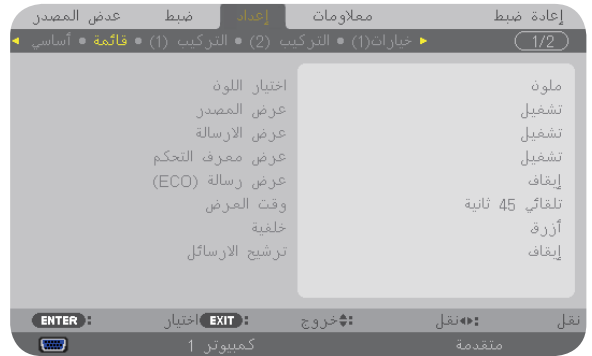 عدض المصدر ضبط إعداد معلاومات إعادة ضبط
أساسي • قائمة • التركيب (1) • التركيب (2) • خيارات(1) 1/2
اختيار اللون ملون
عرض المصدر تشغيل
عرض الارسالة تشغيل
عرض معرف التحكم تشغيل
عرض رسالة (ECO) إيقاف
وقت العرض تلقائي 45 ثانية
خلفية أزرق
ترشيح الارسائل إيقاف
ENTER: اختيار EXIT: خروج :نقل :نقل
كمبيوتر 1 متقدمة